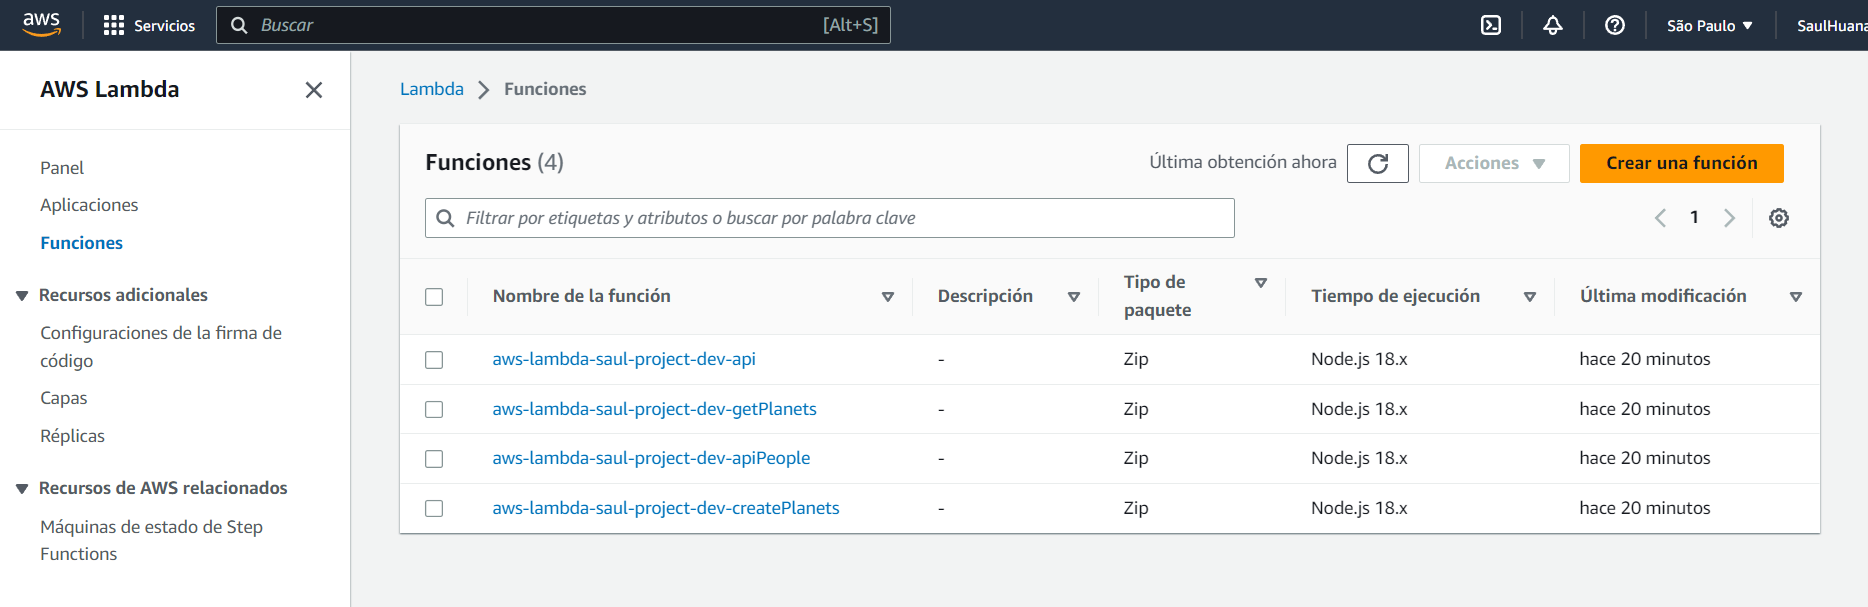 aws
Servicios
Buscar
[Alt+S]
São Paulo
SaulHuana
AWS Lambda
Panel
Aplicaciones
Funciones
Recursos adicionales
Configuraciones de la firma de
código
Capas
Réplicas
Recursos de AWS relacionados
Máquinas de estado de Step
Functions
Lambda
Funciones
Funciones (4)
Última obtención ahora
Acciones
Crear una función
Filtrar por etiquetas y atributos o buscar por palabra clave
1
Nombre de la función
Descripción
Tipo de
paquete
Tiempo de ejecución
Última modificación
aws-lambda-saul-project-dev-api - Zip Node.js 18.x hace 20 minutos
aws-lambda-saul-project-dev-getPlanets - Zip Node.js 18.x hace 20 minutos
aws-lambda-saul-project-dev-apiPeople - Zip Node.js 18.x hace 20 minutos
aws-lambda-saul-project-dev-createPlanets - Zip Node.js 18.x hace 20 minutos